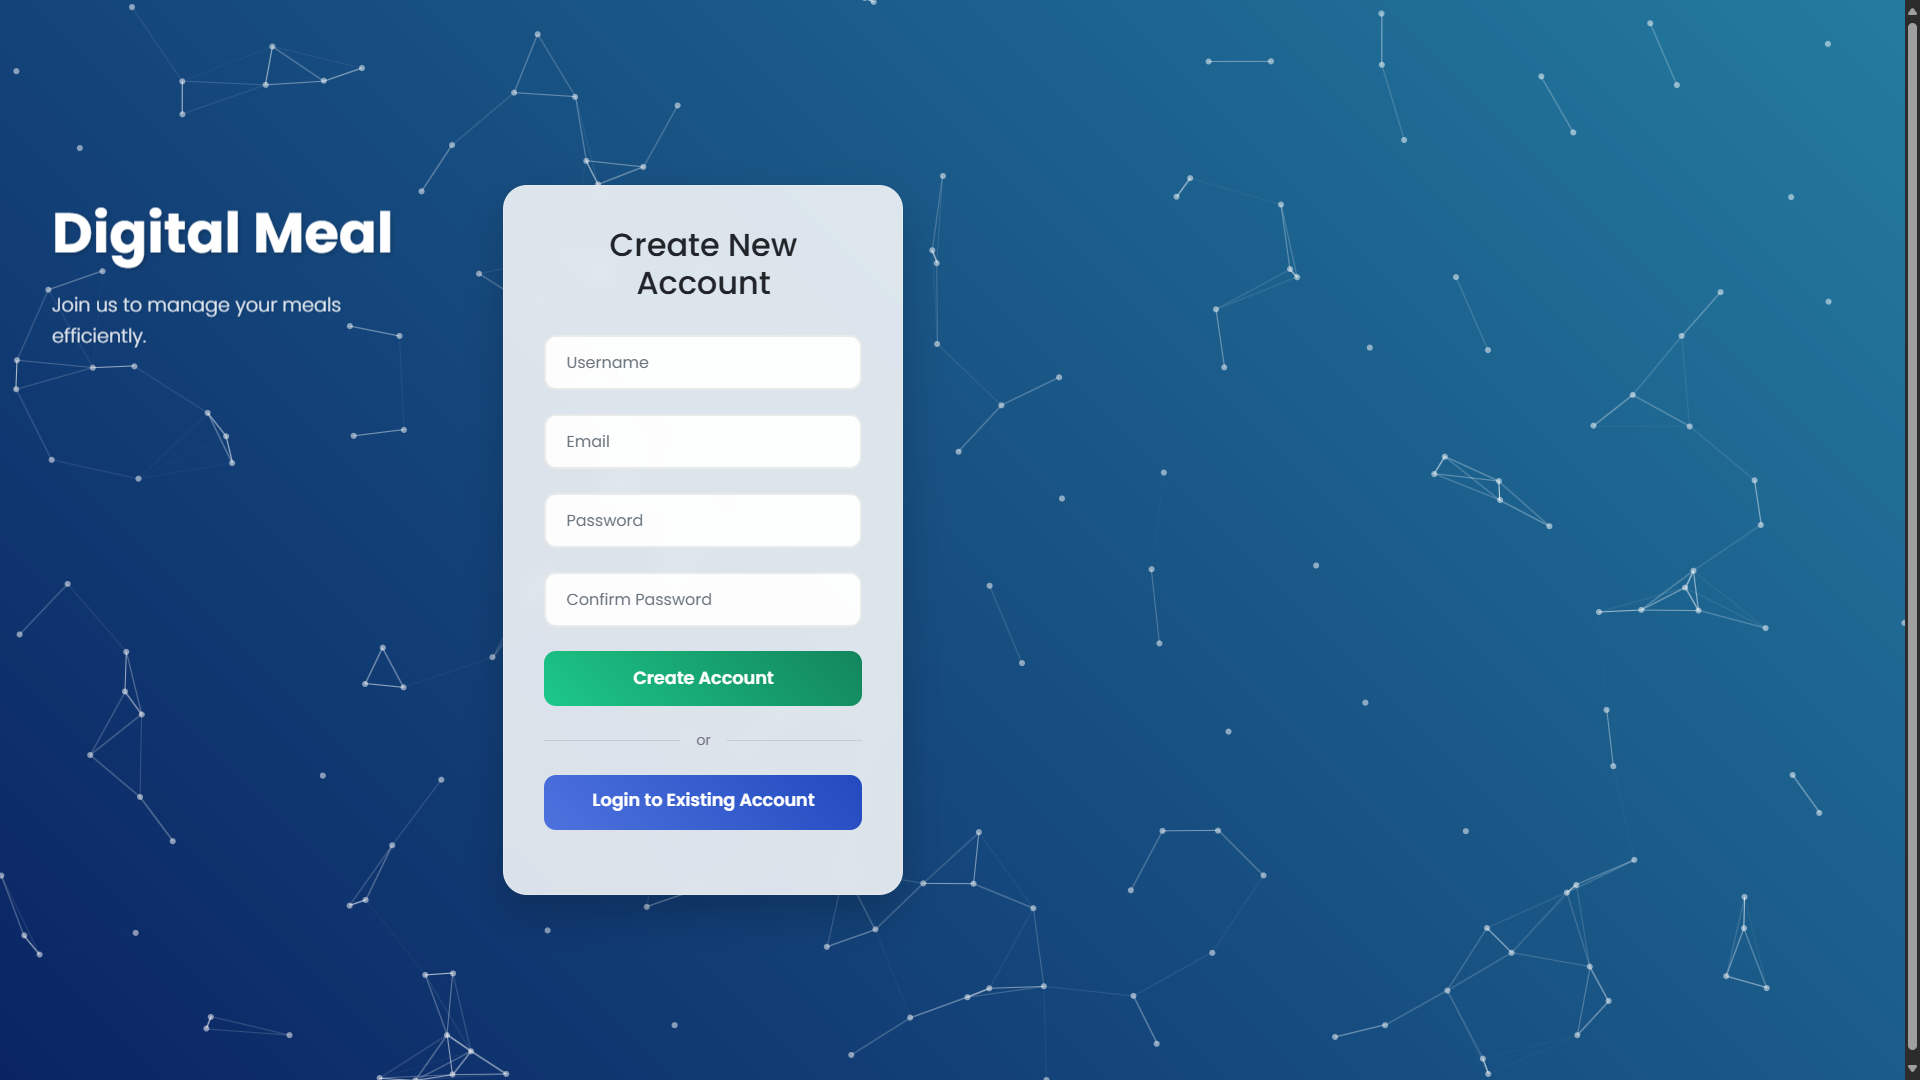 Digital Meal
Join us to manage your meals
efficiently.
Create New
Account
Username
Email
Password
Confirm Password
Create Account
or
Login to Existing Account